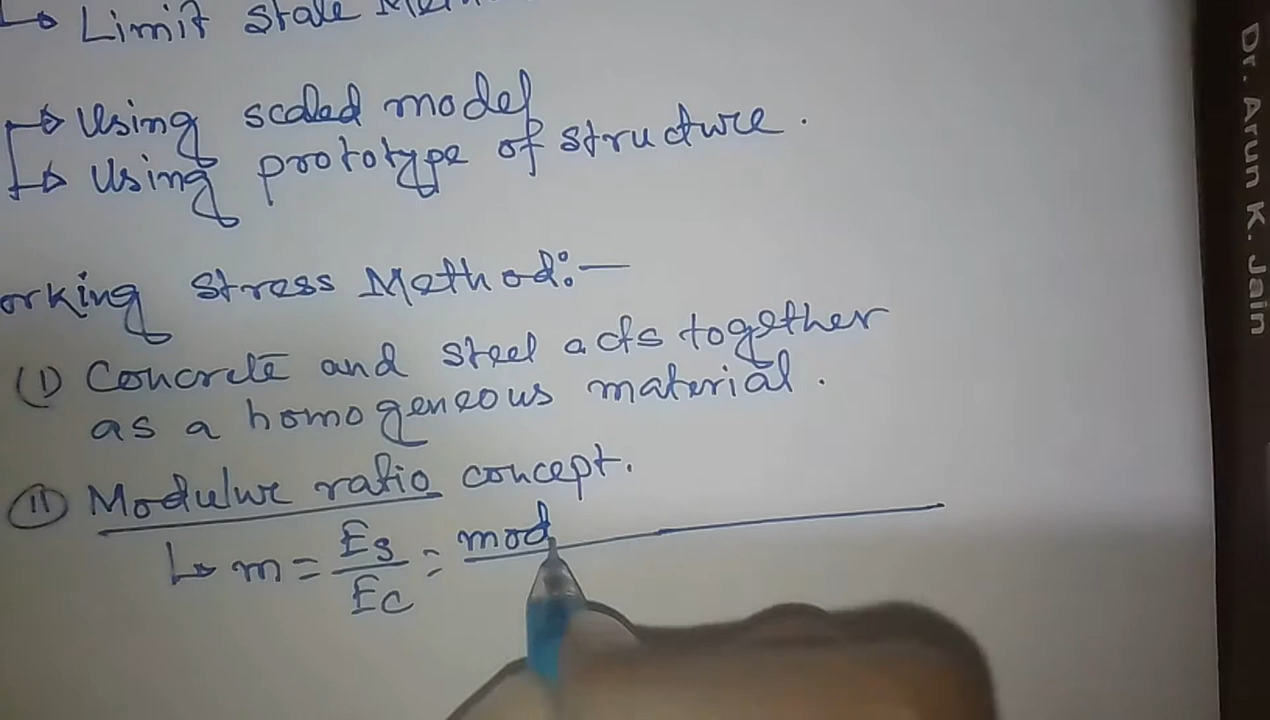 ↳ Limit state
→ Using scaled model
→ Using prototype of structure.
orking Stress Method:-
(I) Concrete and steel acts together
as a homogeneous material.
(II) Modulur ratio concept.
↳ m = Es/Ec = mod
Dr. Arun K. Jain